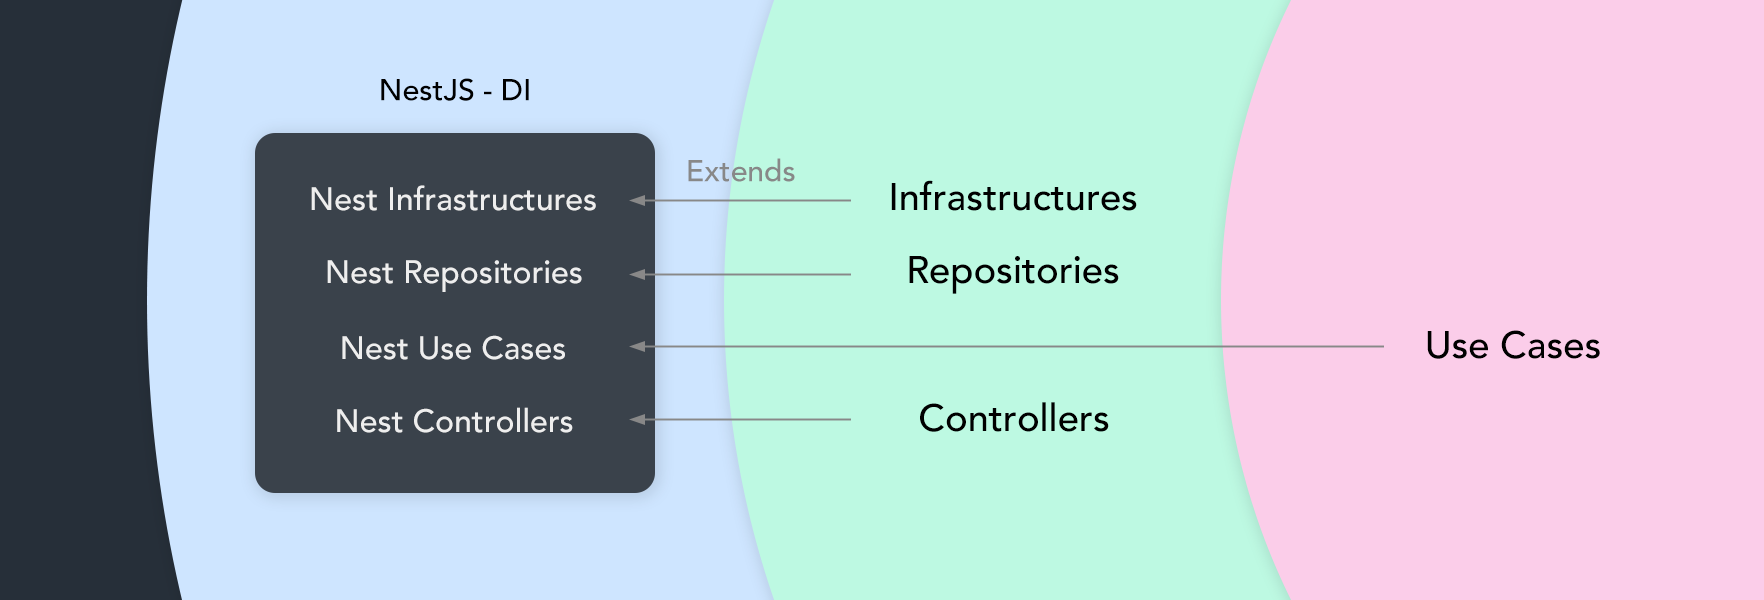 NestJS - DI
Extends
Nest Infrastructures
Infrastructures
Nest Repositories
Repositories
Nest Use Cases
Use Cases
Nest Controllers
Controllers